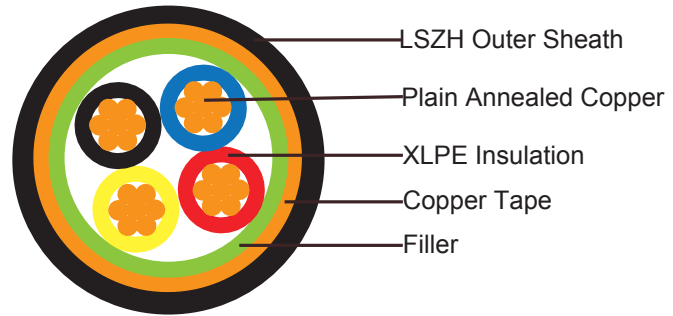 LSZH Outer Sheath
Plain Annealed Copper
XLPE Insulation
Copper Tape
Filler